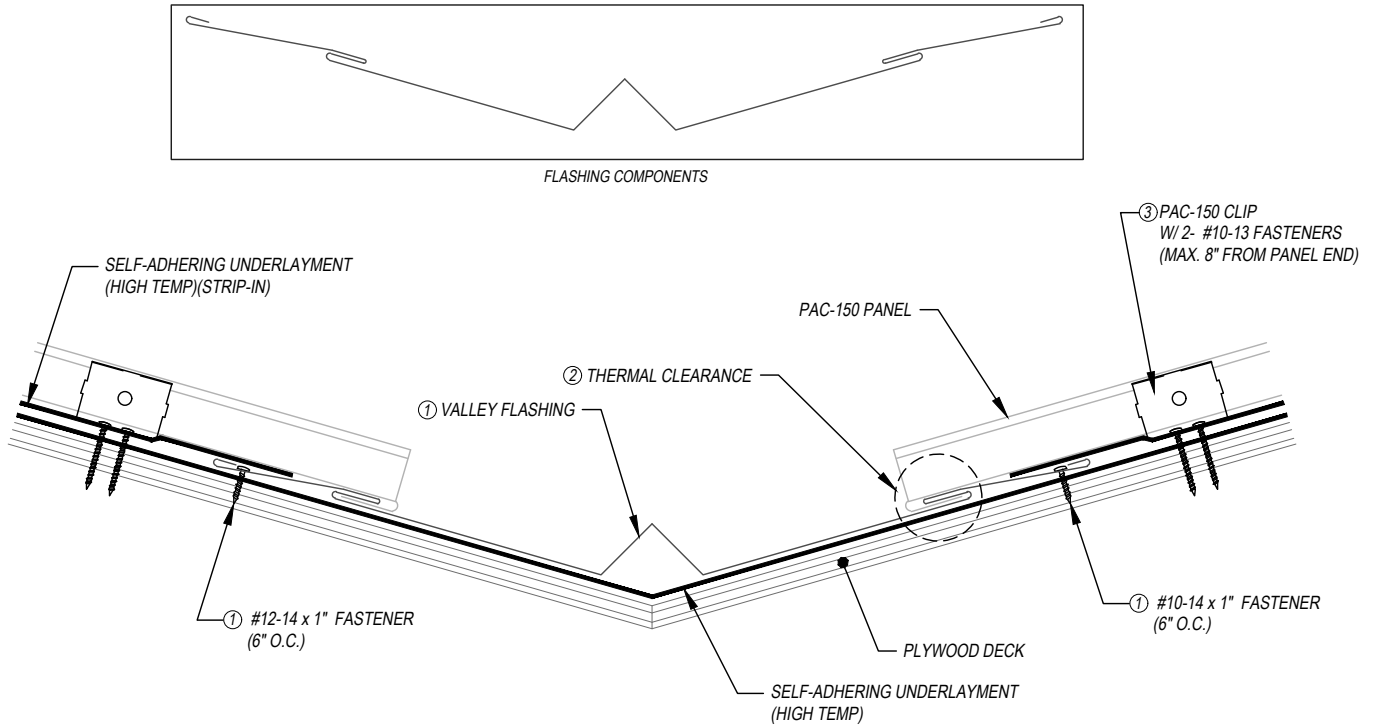 FLASHING COMPONENTS
③ PAC-150 CLIP
W/ 2- #10-13 FASTENERS
(MAX. 8" FROM PANEL END)
SELF-ADHERING UNDERLAYMENT
(HIGH TEMP)(STRIP-IN)
PAC-150 PANEL
② THERMAL CLEARANCE
① VALLEY FLASHING
① #12-14 x 1" FASTENER
(6" O.C.)
① #10-14 x 1" FASTENER
(6" O.C.)
PLYWOOD DECK
SELF-ADHERING UNDERLAYMENT
(HIGH TEMP)